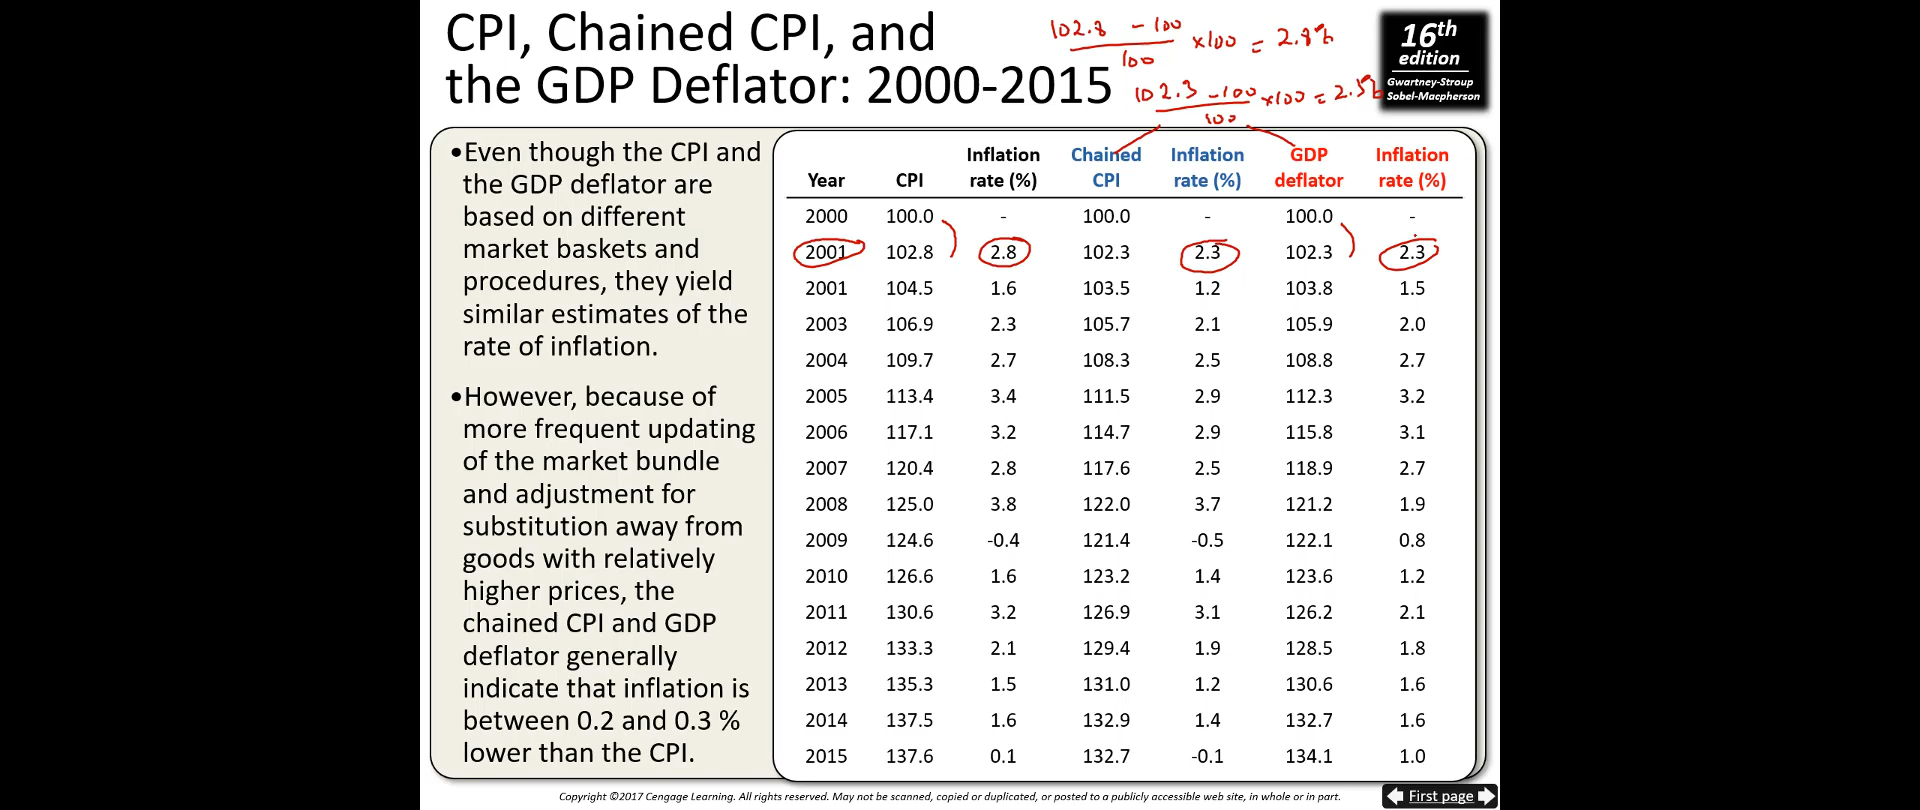 CPI, Chained CPI, and
the GDP Deflator: 2000-2015
102.8 - 100
100
×100 = 2.8%
102.3 - 100
100
×100 = 2.3%
16th
edition
Gwartney-Stroup
Sobel-Macpherson
•Even though the CPI and
the GDP deflator are
based on different
market baskets and
procedures, they yield
similar estimates of the
rate of inflation.
•However, because of
more frequent updating
of the market bundle
and adjustment for
substitution away from
goods with relatively
higher prices, the
chained CPI and GDP
deflator generally
indicate that inflation is
between 0.2 and 0.3 %
lower than the CPI.
Inflation Chained Inflation GDP Inflation
Year CPI rate (%) CPI rate (%) deflator rate (%)
2000 100.0 - 100.0 - 100.0 -
2001 102.8 2.8 102.3 2.3 102.3 2.3
2001 104.5 1.6 103.5 1.2 103.8 1.5
2003 106.9 2.3 105.7 2.1 105.9 2.0
2004 109.7 2.7 108.3 2.5 108.8 2.7
2005 113.4 3.4 111.5 2.9 112.3 3.2
2006 117.1 3.2 114.7 2.9 115.8 3.1
2007 120.4 2.8 117.6 2.5 118.9 2.7
2008 125.0 3.8 122.0 3.7 121.2 1.9
2009 124.6 -0.4 121.4 -0.5 122.1 0.8
2010 126.6 1.6 123.2 1.4 123.6 1.2
2011 130.6 3.2 126.9 3.1 126.2 2.1
2012 133.3 2.1 129.4 1.9 128.5 1.8
2013 135.3 1.5 131.0 1.2 130.6 1.6
2014 137.5 1.6 132.9 1.4 132.7 1.6
2015 137.6 0.1 132.7 -0.1 134.1 1.0
Copyright ©2017 Cengage Learning. All rights reserved. May not be scanned, copied or duplicated, or posted to a publicly accessible web site, in whole or in part.
First page